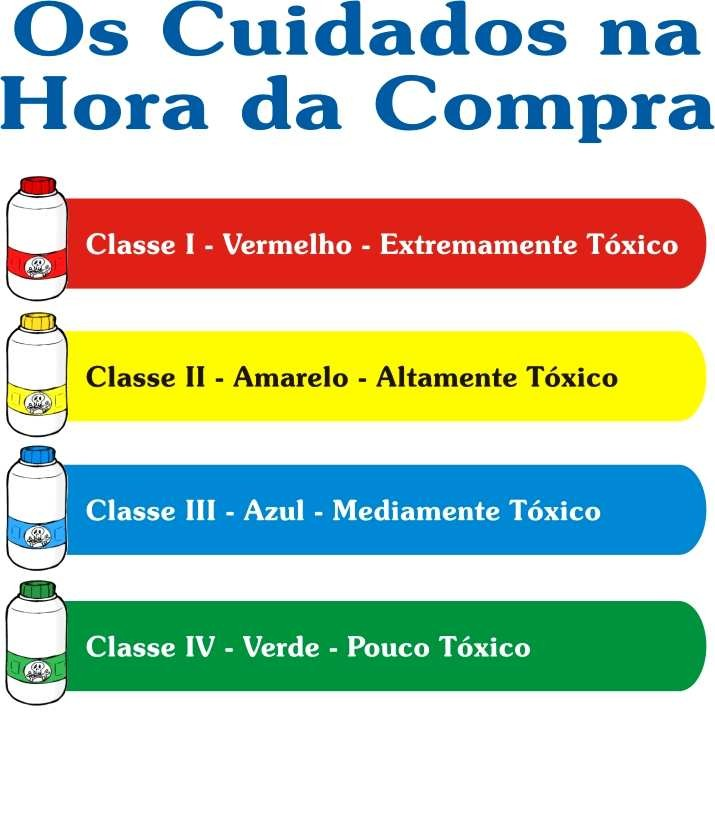 Os Cuidados na
Hora da Compra
Classe I - Vermelho - Extremamente Tóxico
Classe II - Amarelo - Altamente Tóxico
Classe III - Azul - Mediamente Tóxico
Classe IV - Verde - Pouco Tóxico